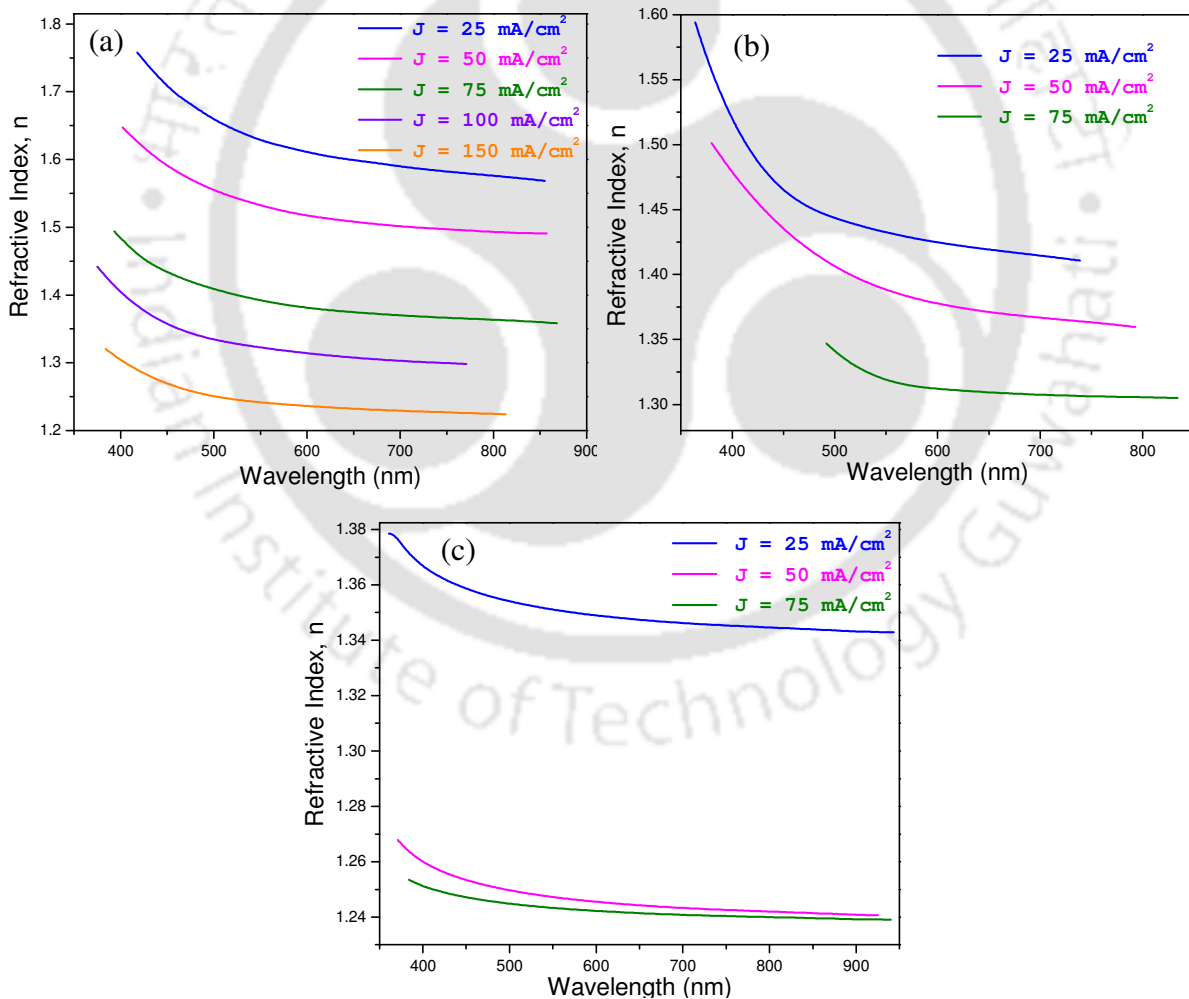 (a)
J = 25 mA/cm²
J = 50 mA/cm²
J = 75 mA/cm²
J = 100 mA/cm²
J = 150 mA/cm²
Refractive Index, n
1.8
1.7
1.6
1.5
1.4
1.3
1.2
400 500 600 700 800 900
Wavelength (nm)
(b)
J = 25 mA/cm²
J = 50 mA/cm²
J = 75 mA/cm²
Refractive Index, n
1.60
1.55
1.50
1.45
1.40
1.35
1.30
400 500 600 700 800
Wavelength (nm)
(c)
J = 25 mA/cm²
J = 50 mA/cm²
J = 75 mA/cm²
Refractive Index, n
1.38
1.36
1.34
1.32
1.30
1.28
1.26
1.24
400 500 600 700 800 900
Wavelength (nm)
Indian Institute of Technology Guwahati